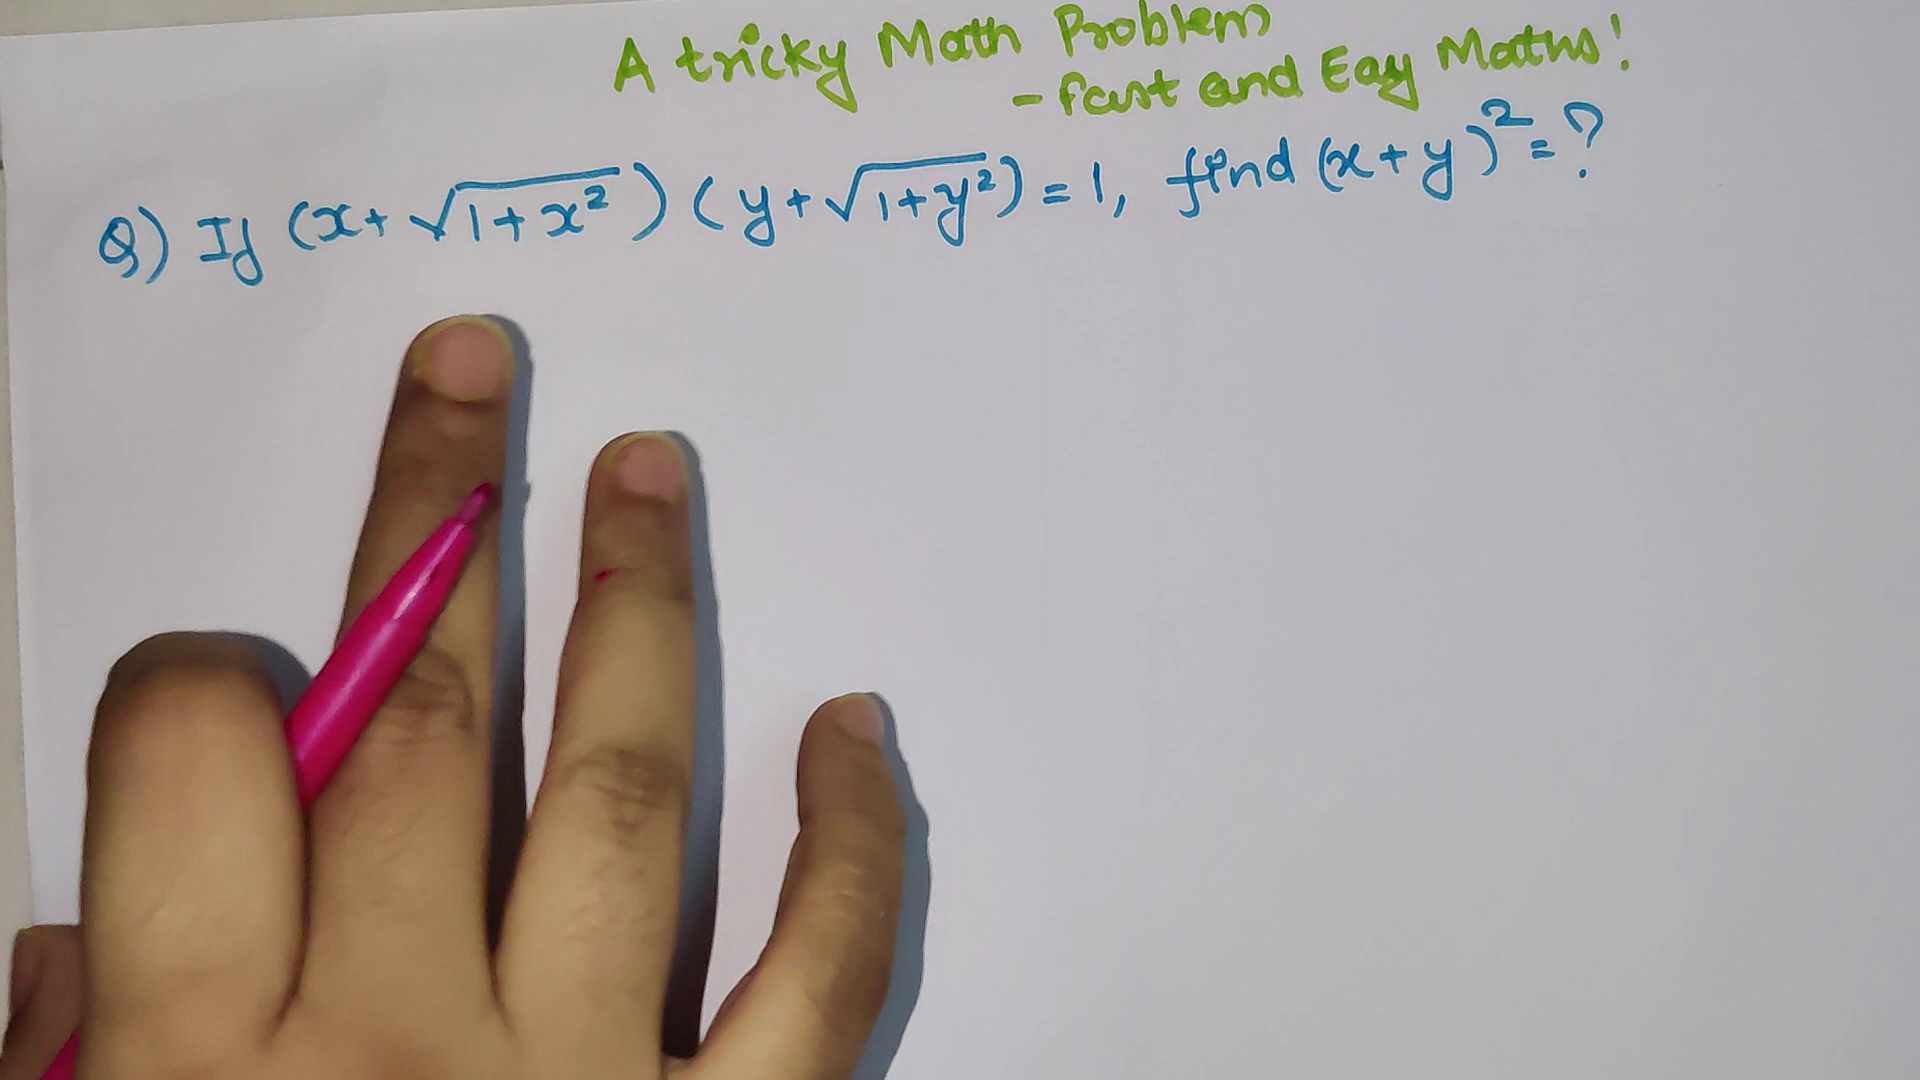 A tricky Math Problem
- fast and Easy Maths!
Q) If (x+√1+x²)(y+√1+y²)=1, find (x+y)²=?